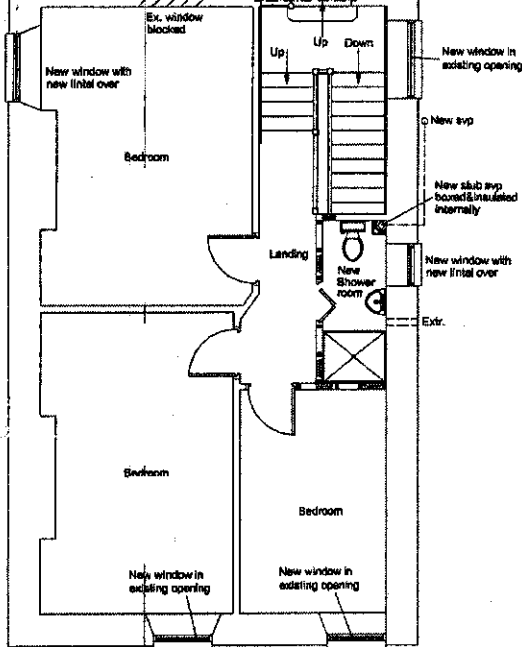 Ex. window
blocked
Up
Up
Down
New window in
existing opening
New window with
new lintel over
New svp
Bedroom
New stub svp
boxed&insulated
internally
Landing
New
Shower
room
New window with
new lintel over
Extr.
Bedroom
Bedroom
New window in
existing opening
New window in
existing opening